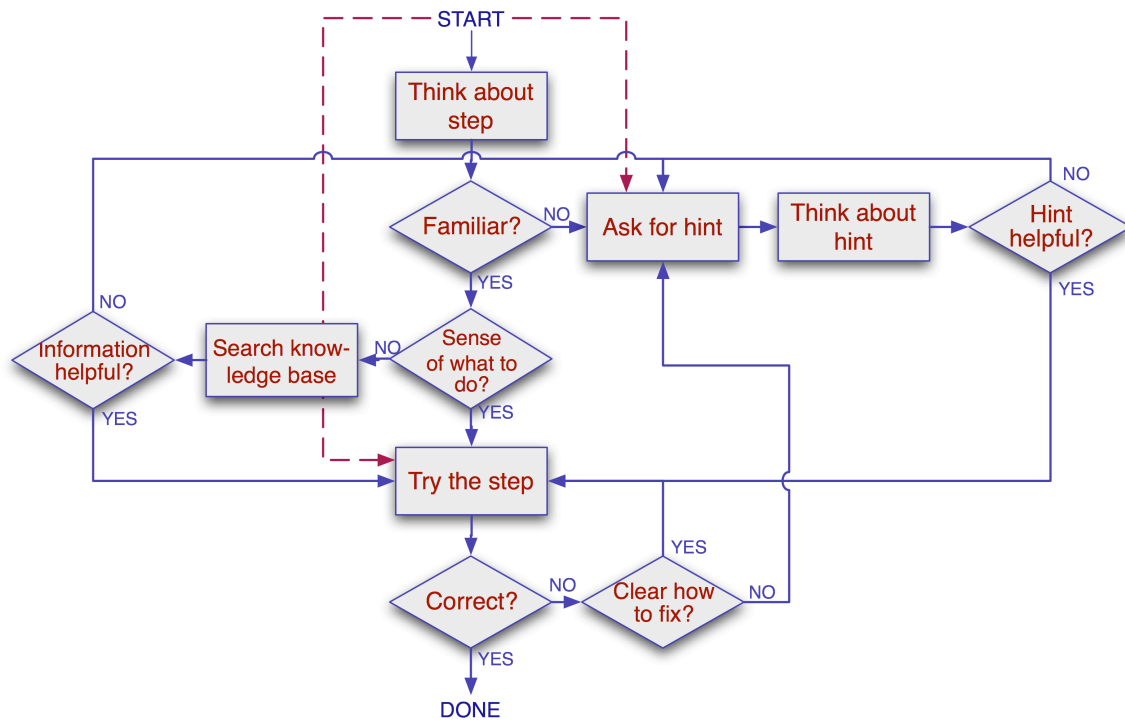 START
Think about
step
NO
Familiar?
NO
Ask for hint
Think about
hint
Hint
helpful?
YES
YES
NO
Information
helpful?
Search know-
ledge base
NO
Sense
of what to
do?
YES
YES
Try the step
YES
Correct?
NO
Clear how
to fix?
NO
YES
DONE